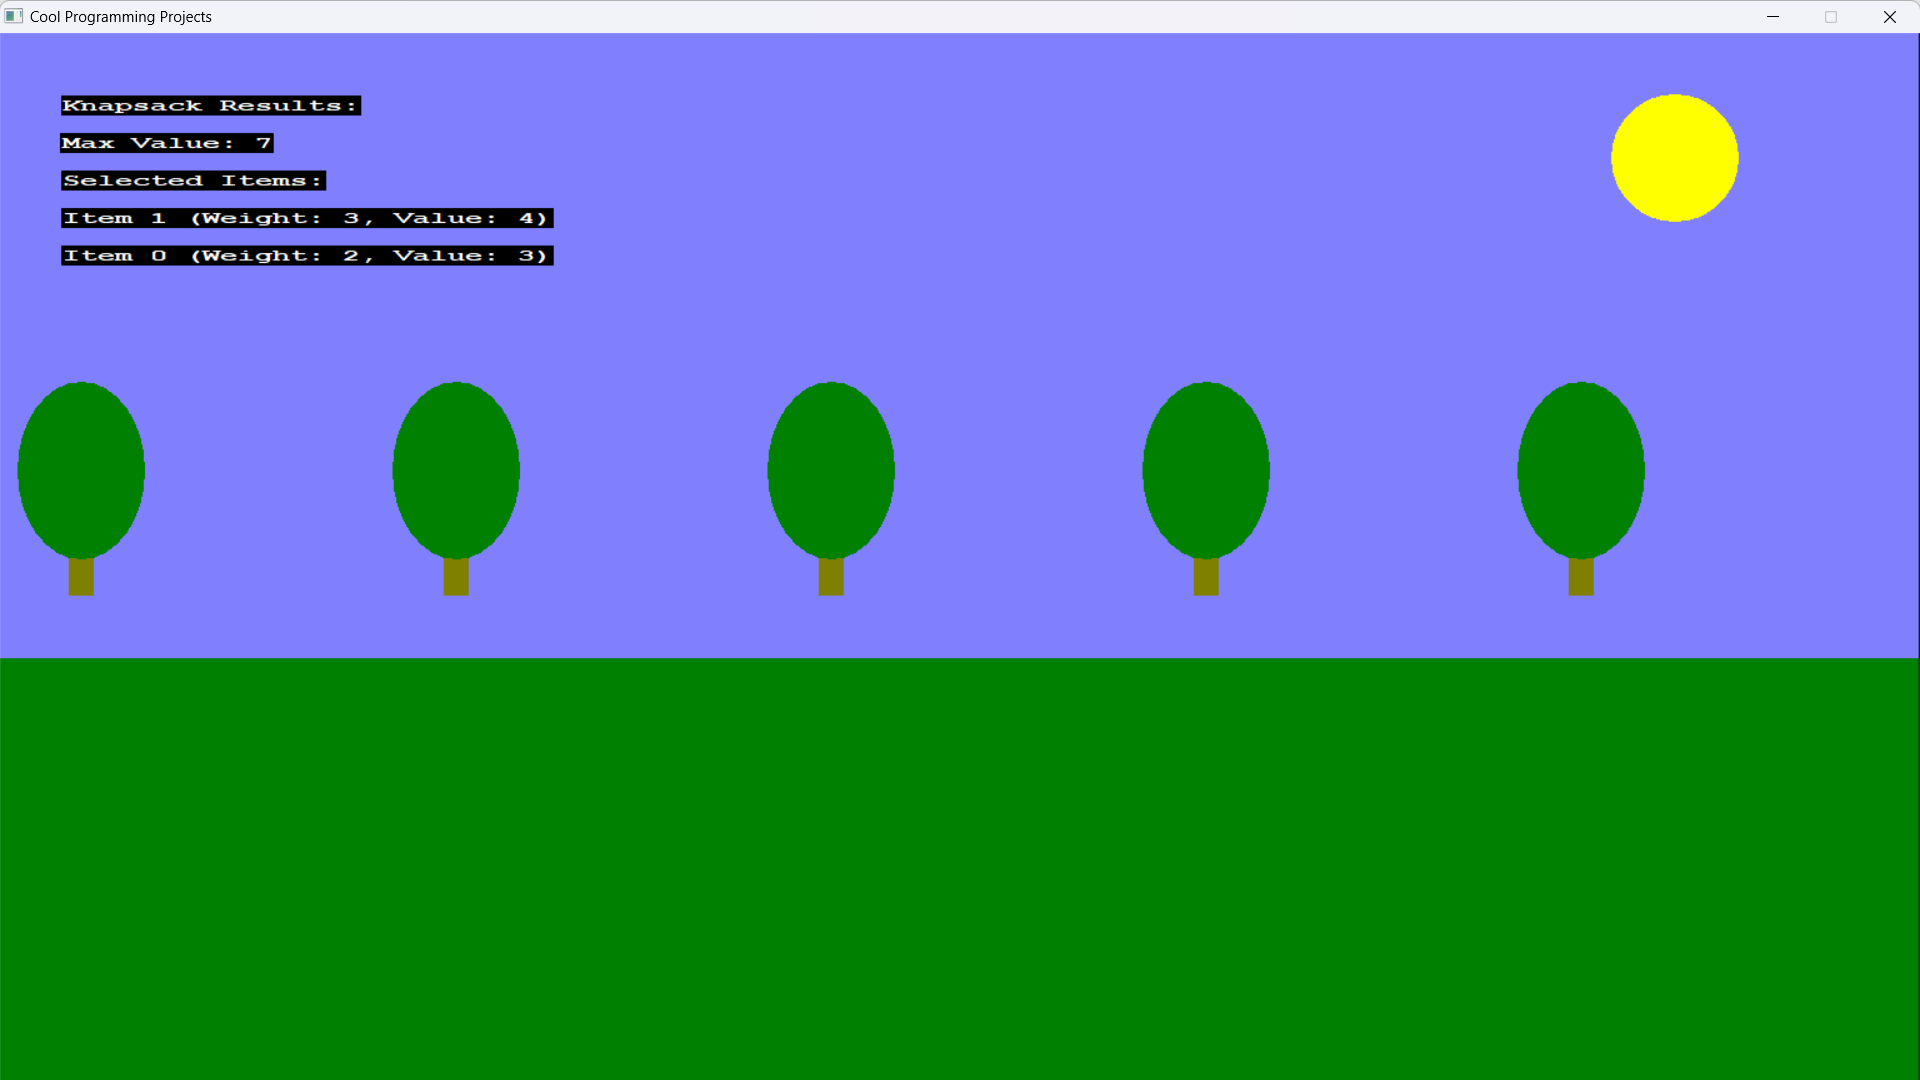 Cool Programming Projects
Knapsack Results:
Max Value: 7
Selected Items:
Item 1 (Weight: 3, Value: 4)
Item 0 (Weight: 2, Value: 3)